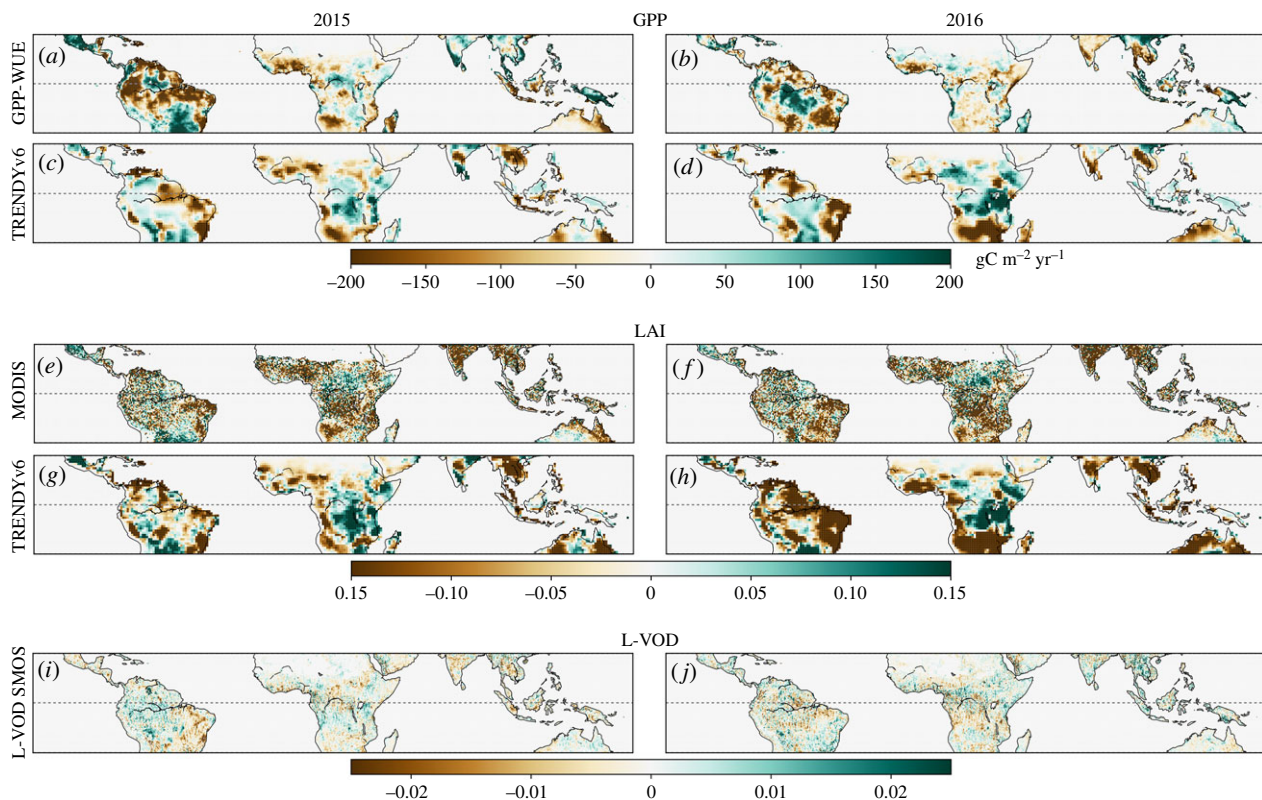 2015 GPP 2016
(a) (b)
GPP-WUE
(c) (d)
TRENDYv6
−200 −150 −100 −50 0 50 100 150 200 gC m⁻² yr⁻¹
LAI
(e) (f)
MODIS
(g) (h)
TRENDYv6
0.15 −0.10 −0.05 0 0.05 0.10 0.15
L-VOD
(i) (j)
L-VOD SMOS
−0.02 −0.01 0 0.01 0.02